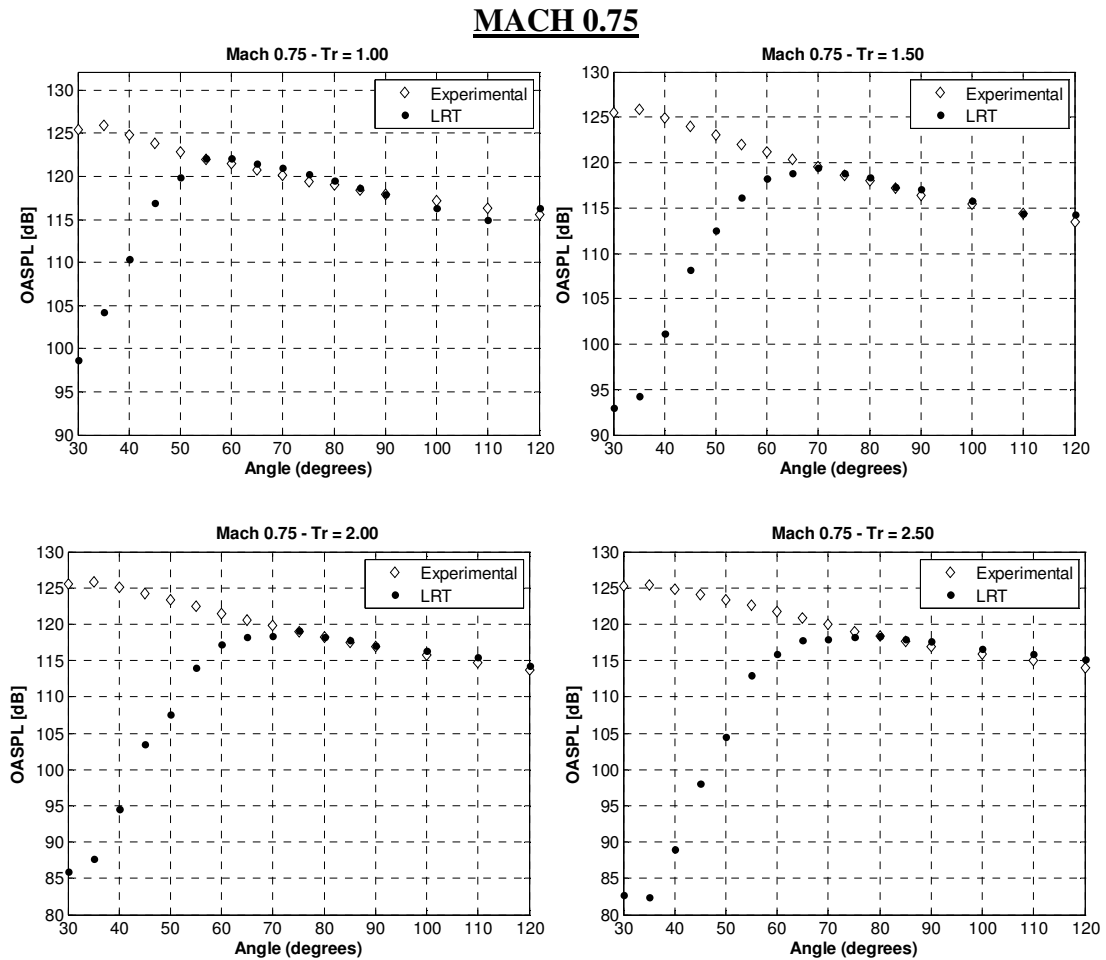 MACH 0.75
Mach 0.75 - Tr = 1.00
130
125
120
115
110
105
100
95
90
OASPL [dB]
Experimental
LRT
30 40 50 60 70 80 90 100 110 120
Angle (degrees)
Mach 0.75 - Tr = 1.50
130
125
120
115
110
105
100
95
90
OASPL [dB]
Experimental
LRT
30 40 50 60 70 80 90 100 110 120
Angle (degrees)
Mach 0.75 - Tr = 2.00
130
125
120
115
110
105
100
95
90
85
80
OASPL [dB]
Experimental
LRT
30 40 50 60 70 80 90 100 110 120
Angle (degrees)
Mach 0.75 - Tr = 2.50
130
125
120
115
110
105
100
95
90
85
80
OASPL [dB]
Experimental
LRT
30 40 50 60 70 80 90 100 110 120
Angle (degrees)